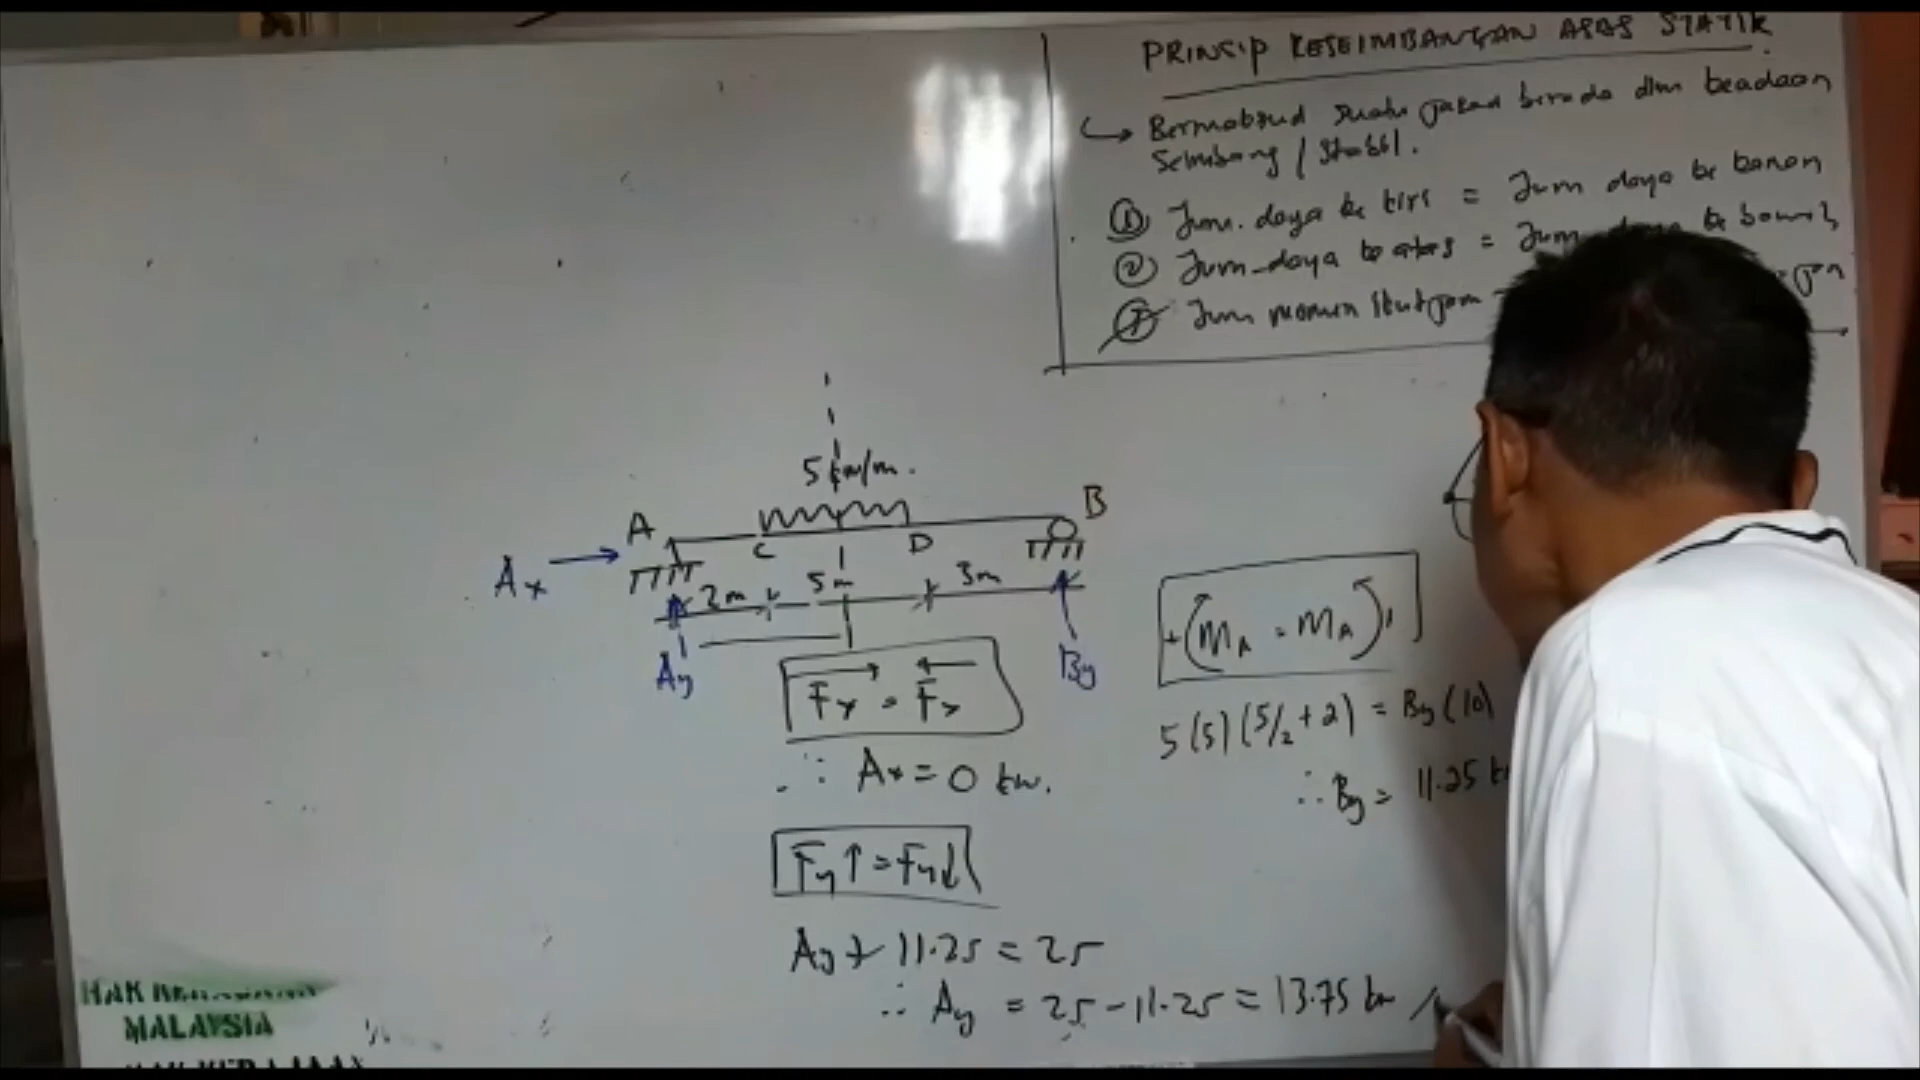 PRINSIP KESEIMBANGAN ASAS STATIK
↳ Bermaksud suatu jasad berada dlm keadaan
Seimbang / Stabil.
① Jum. daya ke kiri = Jum daya ke kanan
② Jum daya ke atas = Jum daya ke bawah
③ Jum momen ikut jam
5 kN/m.
A
B
C
D
Ax
2m
5m
3m
Ay
By
Fx = Fx
∴ Ax = 0 kN.
Fy↑ = Fy↓
Ay + 11.25 = 25
∴ Ay = 25 - 11.25 = 13.75 kN
+(MA = MA)
5(5)(5/2+2) = By(10)
∴ By = 11.25
MALAYSIA